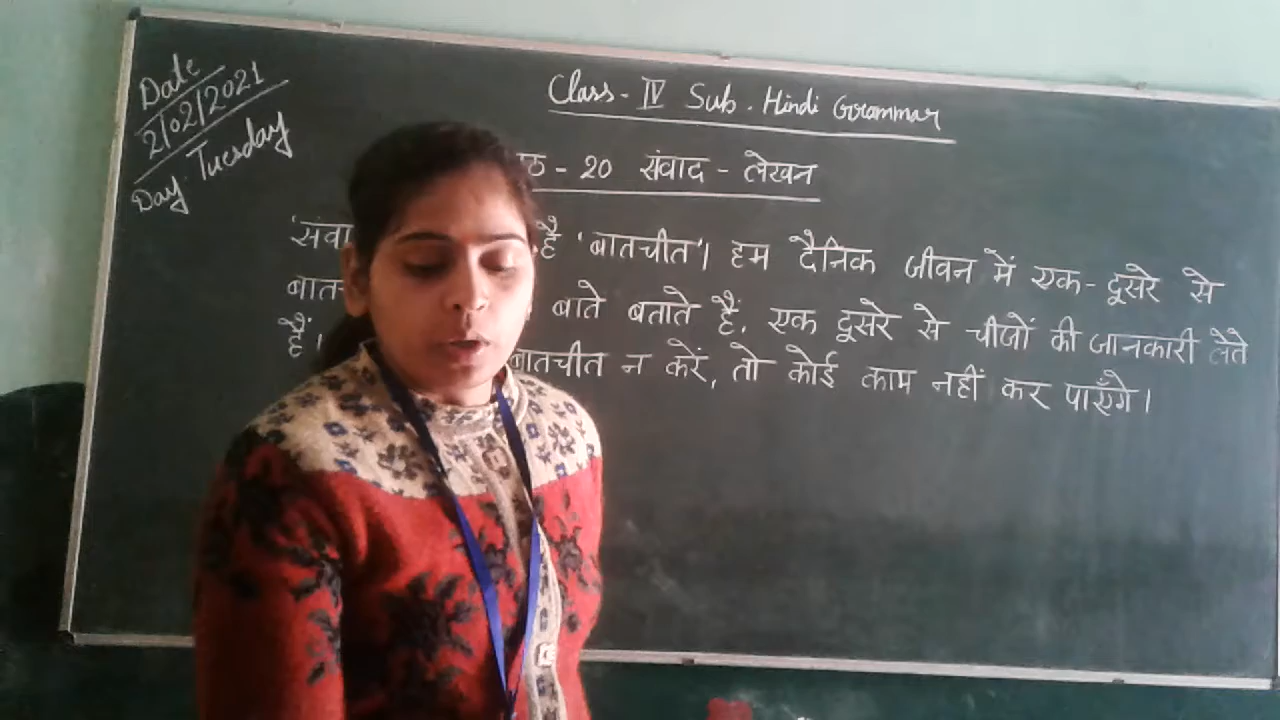 Date
2/02/2021
Day. Tuesday
Class- IV Sub. Hindi Grammar
- 20 संवाद - लेखन
है 'बातचीत'। हम दैनिक जीवन में एक-दूसरे से
बाते बताते हैं, एक दूसरे से चीजों की जानकारी लेते
हैं। बातचीत न करें, तो कोई काम नहीं कर पाएँगे।